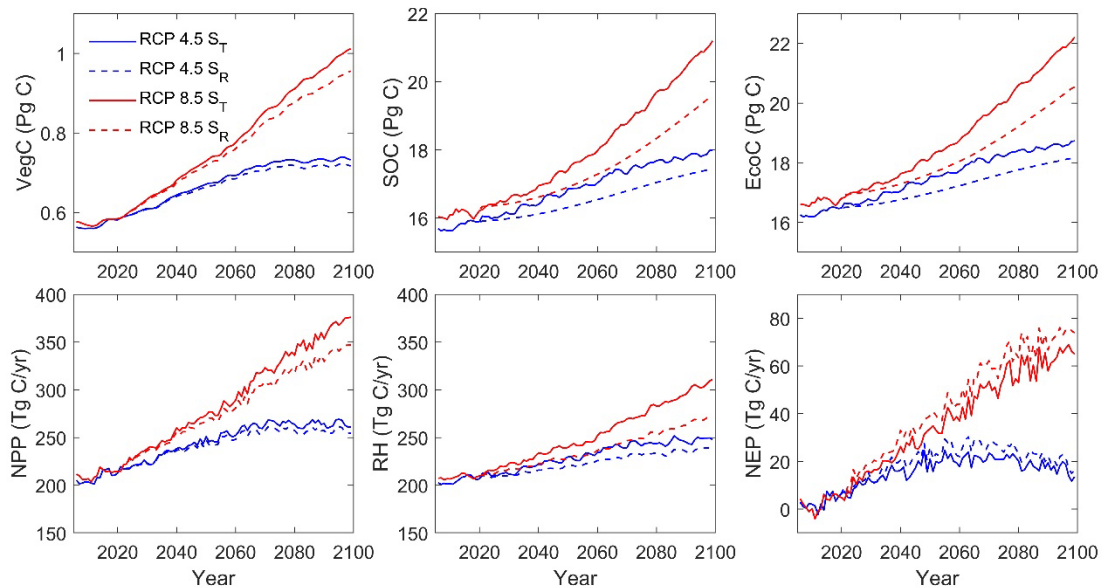 VegC (Pg C)
1
0.8
0.6
RCP 4.5 S_T
RCP 4.5 S_R
RCP 8.5 S_T
RCP 8.5 S_R
2020 2040 2060 2080 2100
SOC (Pg C)
22
20
18
16
14
2020 2040 2060 2080 2100
EcoC (Pg C)
22
20
18
16
2020 2040 2060 2080 2100
NPP (Tg C/yr)
400
350
300
250
200
150
2020 2040 2060 2080 2100
Year
RH (Tg C/yr)
400
350
300
250
200
150
2020 2040 2060 2080 2100
Year
NEP (Tg C/yr)
80
60
40
20
0
2020 2040 2060 2080 2100
Year